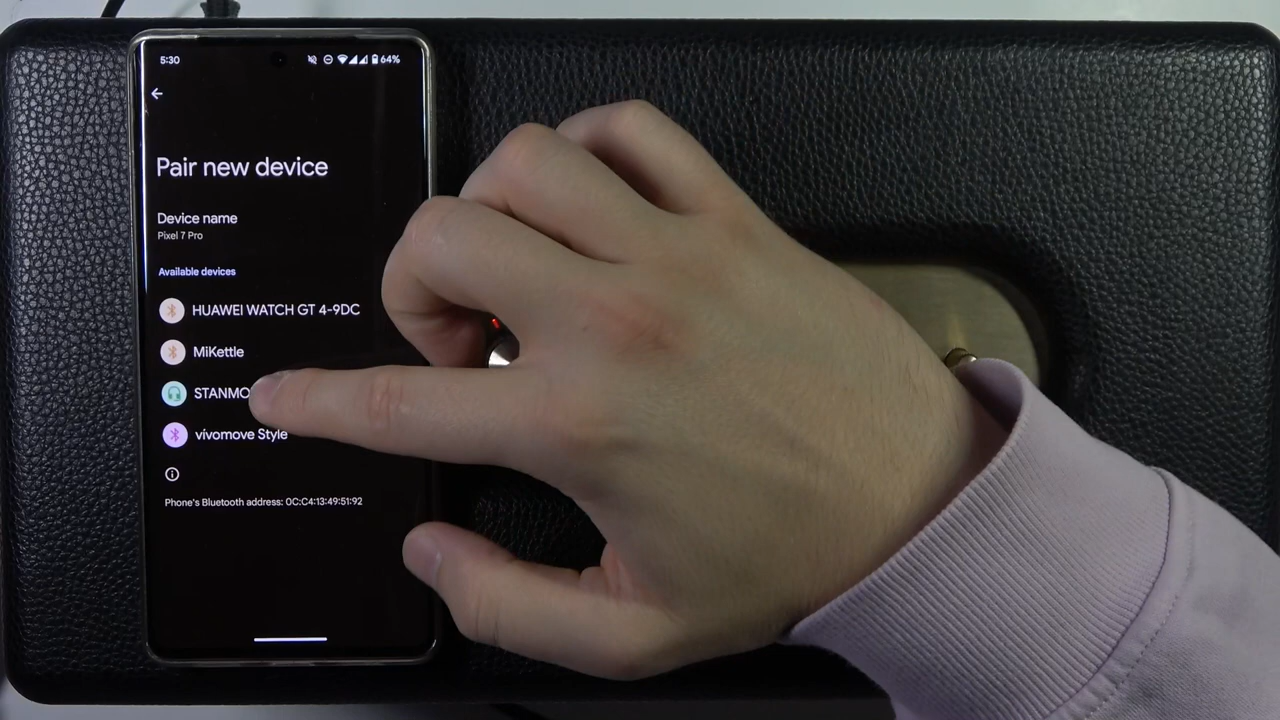 5:30
64%
Pair new device
Device name
Pixel 7 Pro
Available devices
HUAWEI WATCH GT 4-9DC
MiKettle
STANMO
vivomove Style
Phone's Bluetooth address: 0C:C4:13:49:51:92